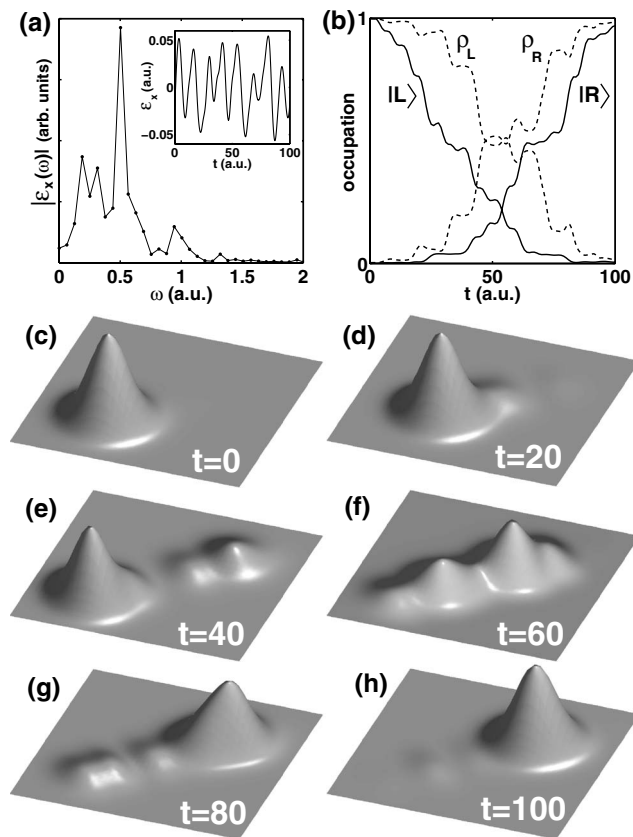 (a)
|ε_x(ω)| (arb. units)
ω (a.u.)
0
0.5
1.0
1.5
2
ε_x (a.u.)
0.05
0
−0.05
0
50
100
t (a.u.)
(b)
occupation
1
0
0
50
100
t (a.u.)
ρ_L
ρ_R
|L⟩
|R⟩
(c)
t=0
(d)
t=20
(e)
t=40
(f)
t=60
(g)
t=80
(h)
t=100